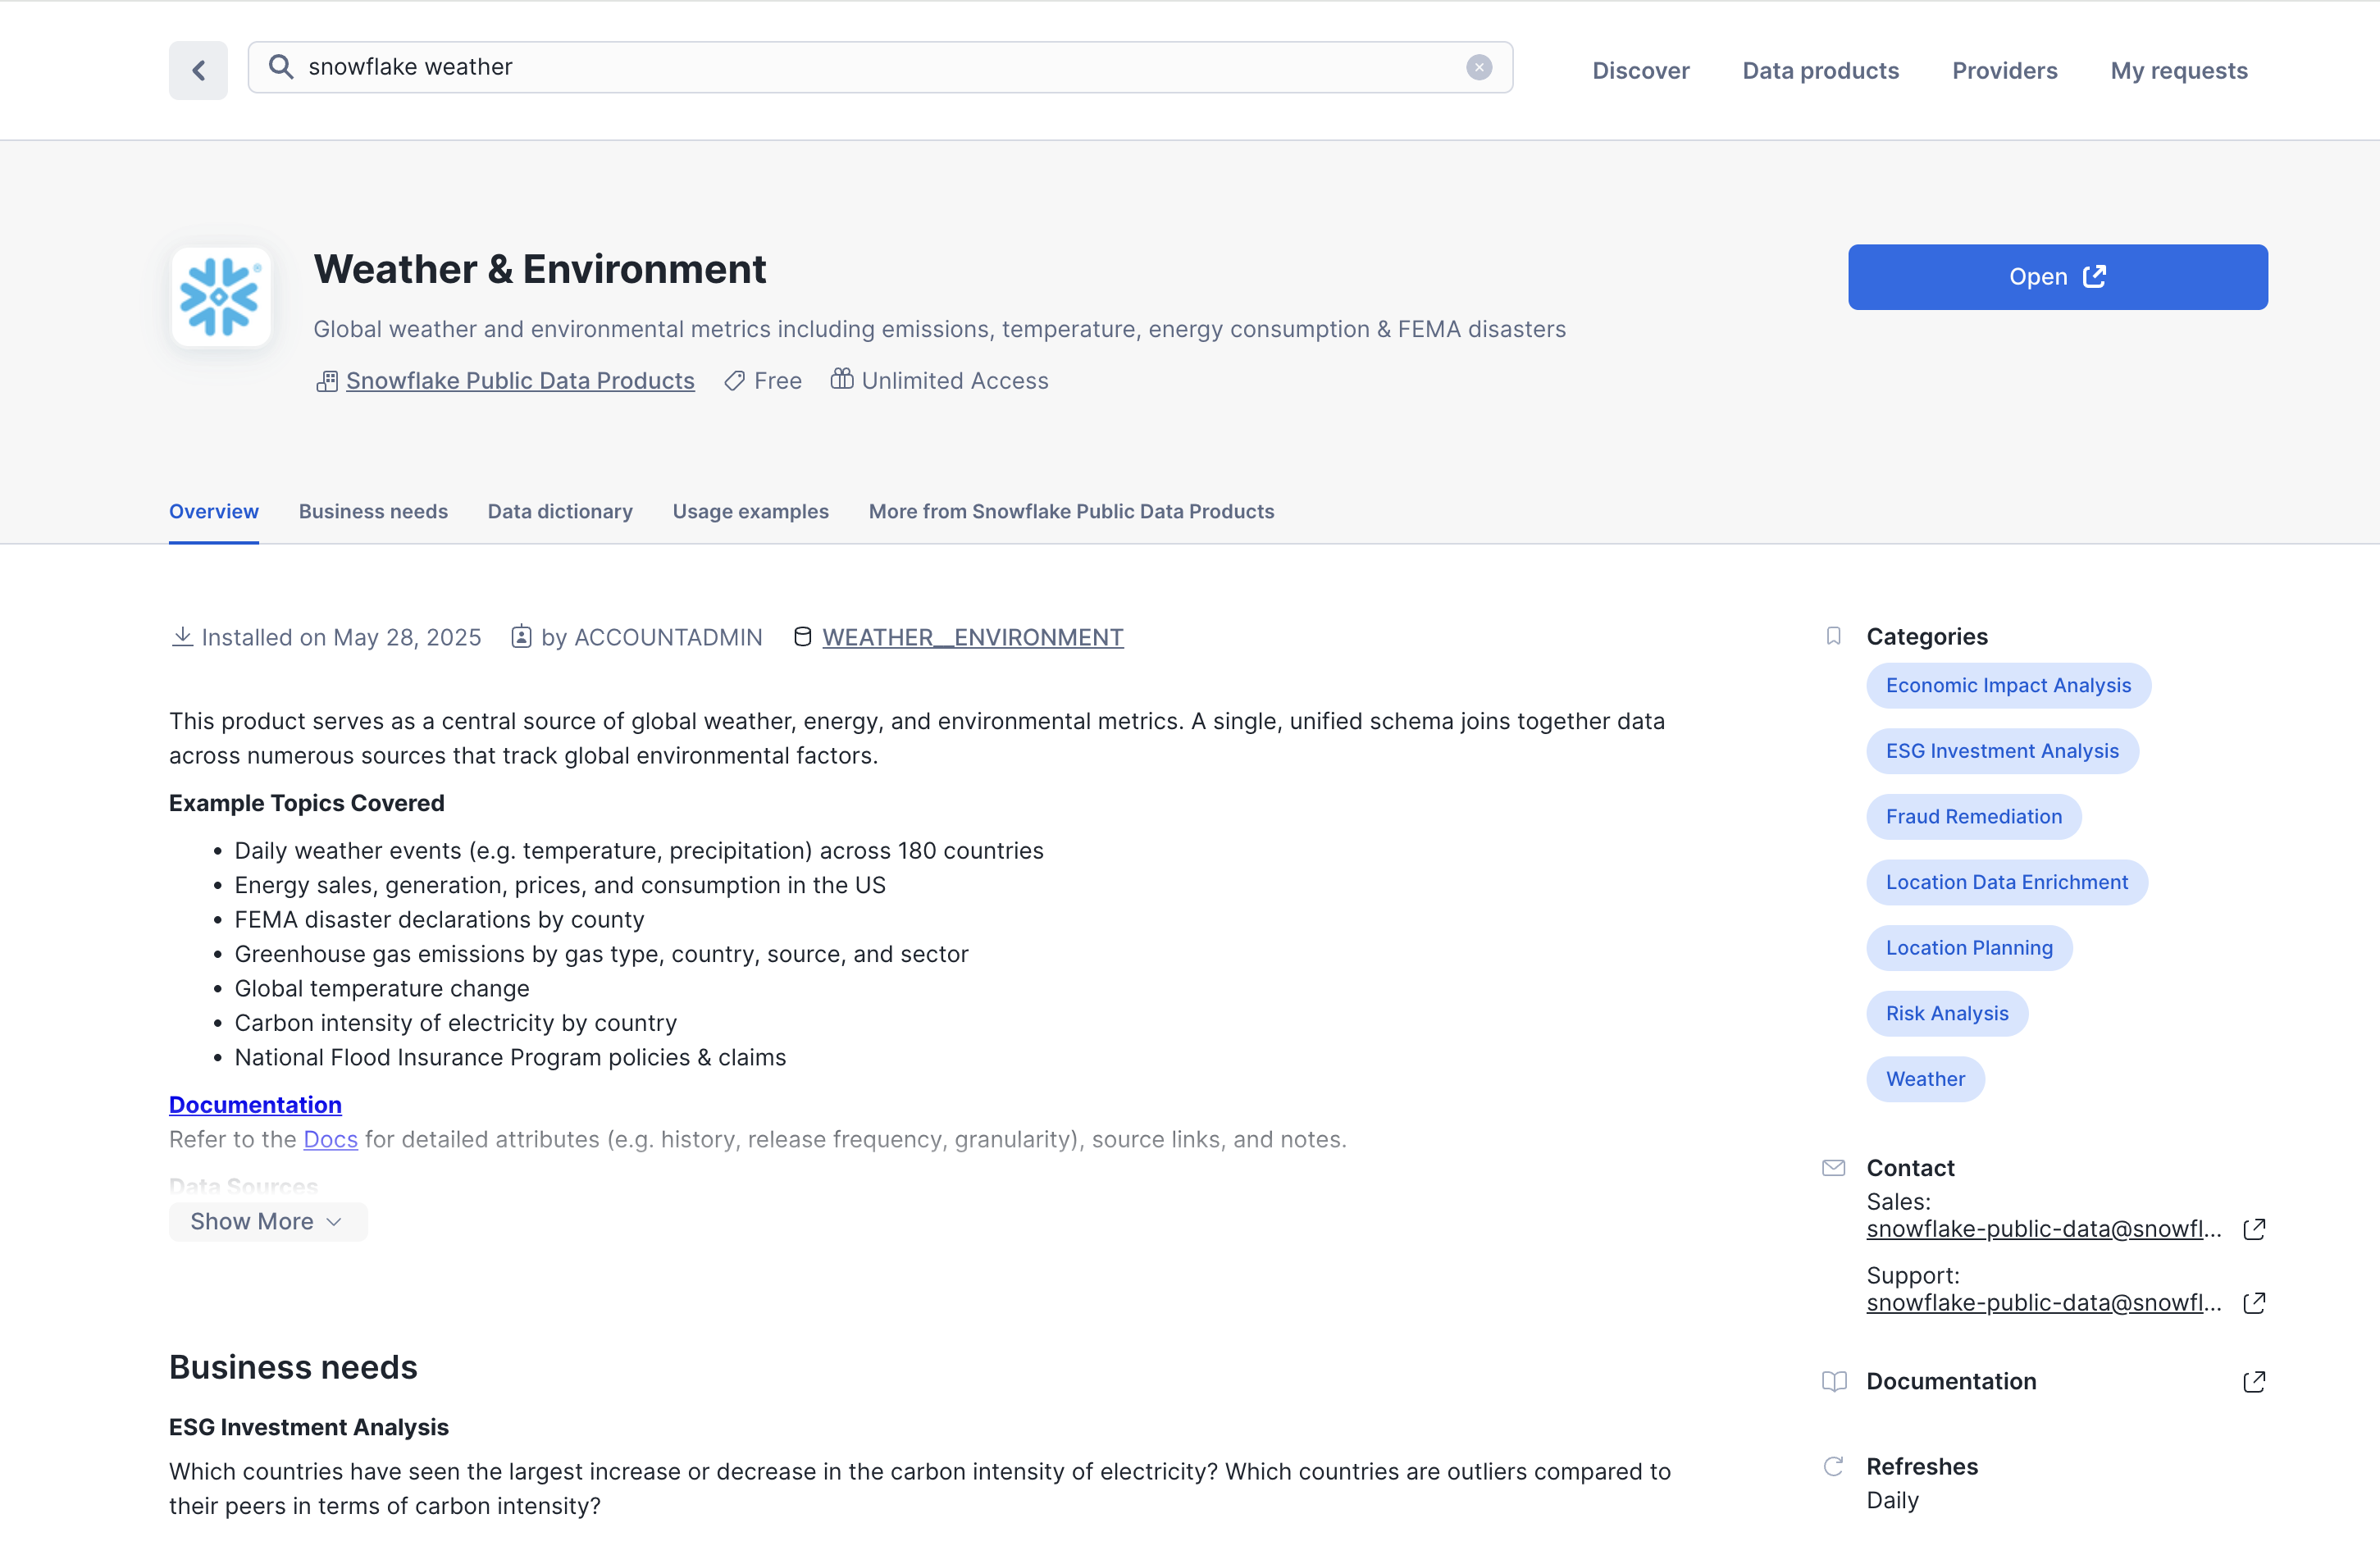 snowflake weather
Discover
Data products
Providers
My requests
Weather & Environment
Open
Global weather and environmental metrics including emissions, temperature, energy consumption & FEMA disasters
Snowflake Public Data Products
Free
Unlimited Access
Overview
Business needs
Data dictionary
Usage examples
More from Snowflake Public Data Products
Installed on May 28, 2025
by ACCOUNTADMIN
WEATHER__ENVIRONMENT
This product serves as a central source of global weather, energy, and environmental metrics. A single, unified schema joins together data
across numerous sources that track global environmental factors.
Example Topics Covered
• Daily weather events (e.g. temperature, precipitation) across 180 countries
• Energy sales, generation, prices, and consumption in the US
• FEMA disaster declarations by county
• Greenhouse gas emissions by gas type, country, source, and sector
• Global temperature change
• Carbon intensity of electricity by country
• National Flood Insurance Program policies & claims
Documentation
Refer to the Docs for detailed attributes (e.g. history, release frequency, granularity), source links, and notes.
Data Sources
Show More
Business needs
ESG Investment Analysis
Which countries have seen the largest increase or decrease in the carbon intensity of electricity? Which countries are outliers compared to
their peers in terms of carbon intensity?
Categories
Economic Impact Analysis
ESG Investment Analysis
Fraud Remediation
Location Data Enrichment
Location Planning
Risk Analysis
Weather
Contact
Sales:
snowflake-public-data@snowfl...
Support:
snowflake-public-data@snowfl...
Documentation
Refreshes
Daily